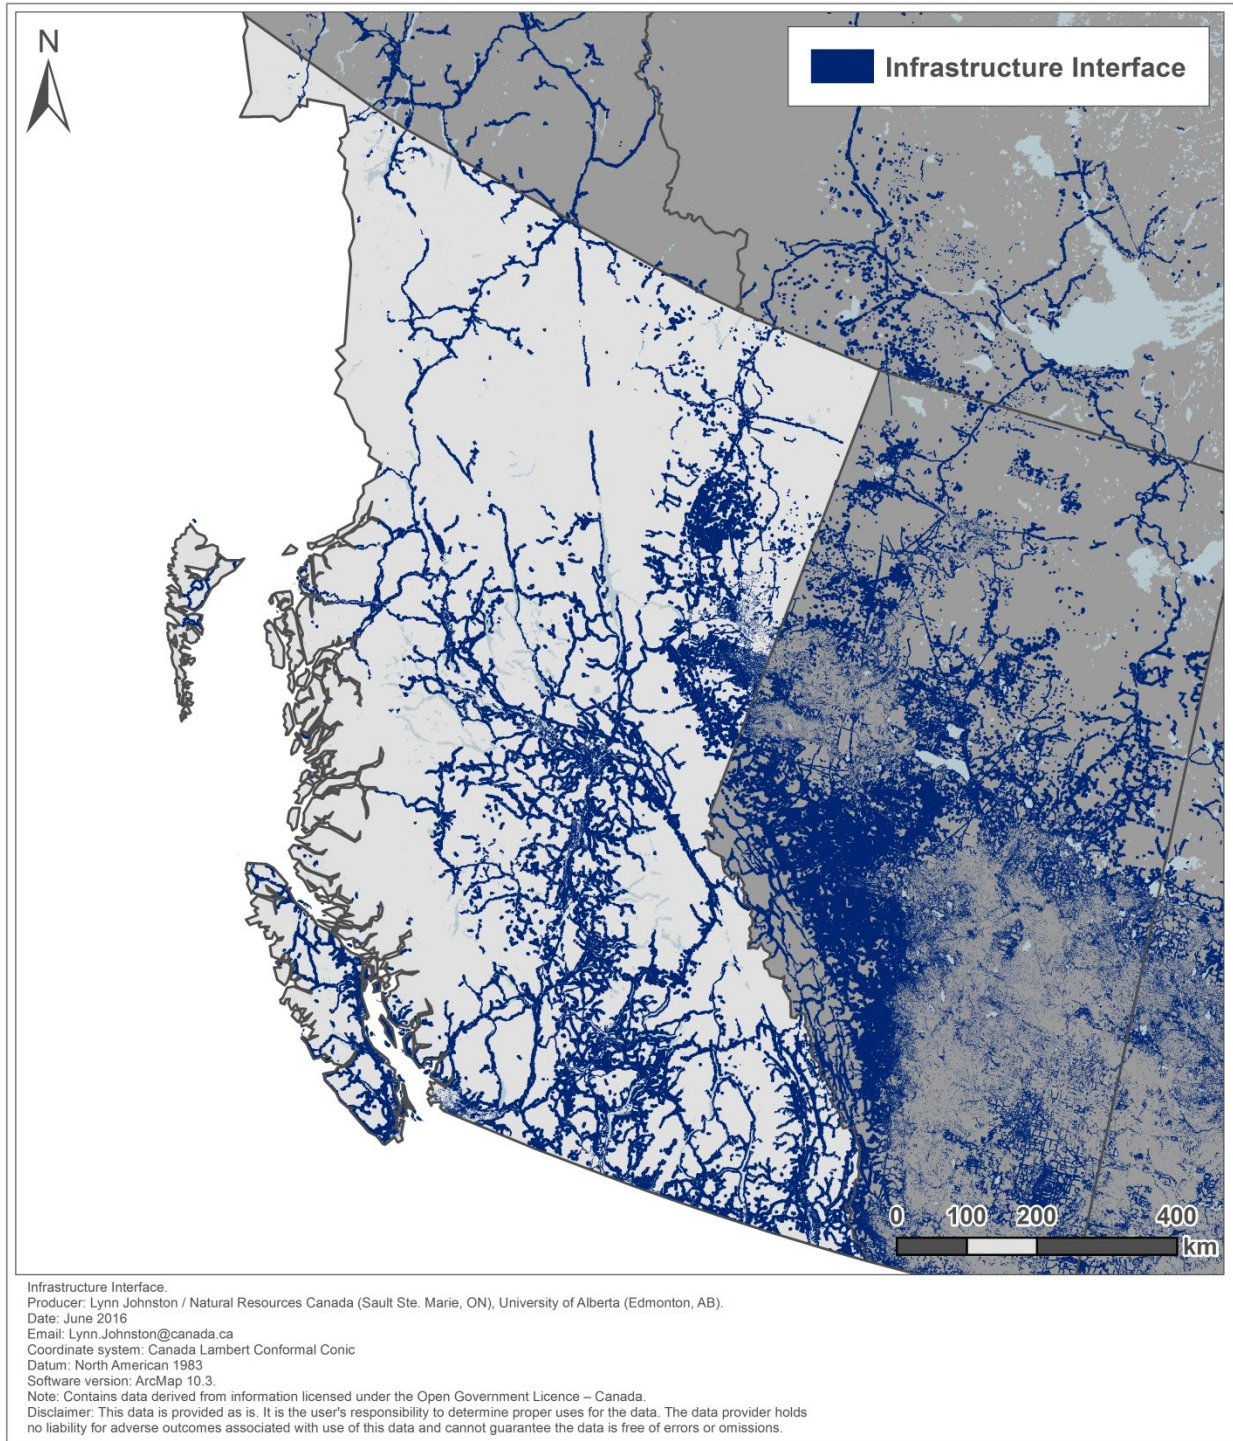 N
Infrastructure Interface
0 100 200 400
km
Infrastructure Interface.
Producer: Lynn Johnston / Natural Resources Canada (Sault Ste. Marie, ON), University of Alberta (Edmonton, AB).
Date: June 2016
Email: Lynn.Johnston@canada.ca
Coordinate system: Canada Lambert Conformal Conic
Datum: North American 1983
Software version: ArcMap 10.3.
Note: Contains data derived from information licensed under the Open Government Licence – Canada.
Disclaimer: This data is provided as is. It is the user's responsibility to determine proper uses for the data. The data provider holds
no liability for adverse outcomes associated with use of this data and cannot guarantee the data is free of errors or omissions.